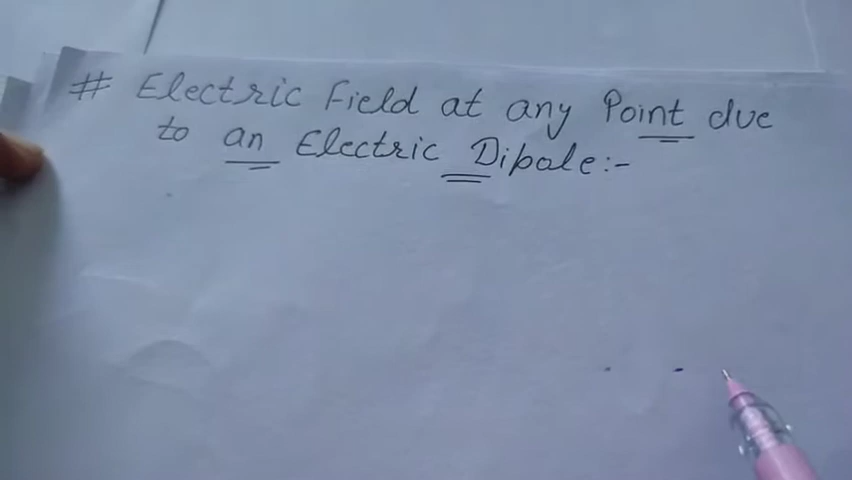 # Electric Field at any Point due
to an Electric Dipole:-